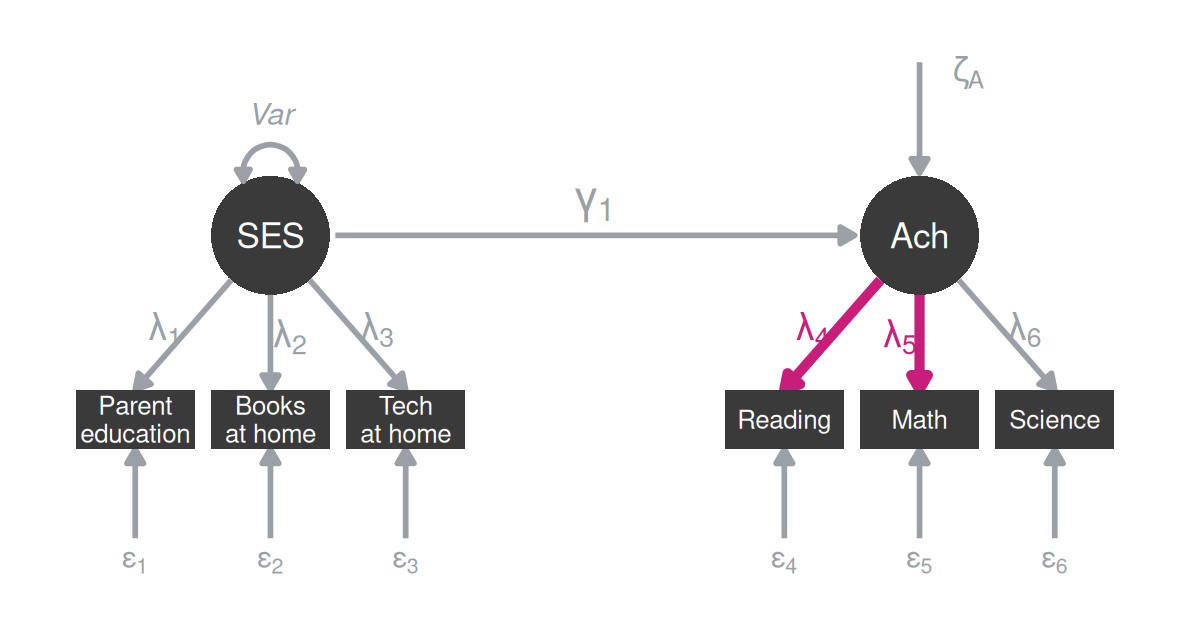 ζA
Var
γ1
SES
Ach
λ1
λ2
λ3
λ4
λ5
λ6
Parent
education
Books
at home
Tech
at home
Reading
Math
Science
ε1
ε2
ε3
ε4
ε5
ε6